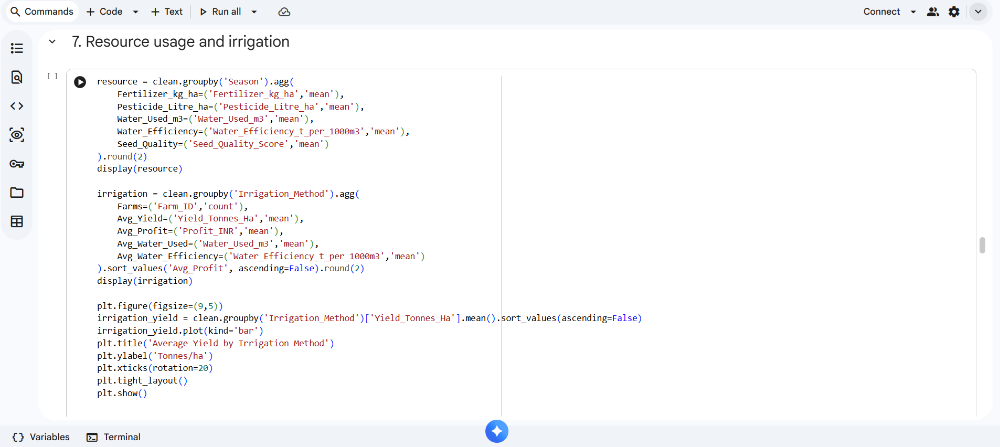 Commands
Code
Text
Run all
Connect
7. Resource usage and irrigation
[ ]
resource = clean.groupby('Season').agg(
    Fertilizer_kg_ha=('Fertilizer_kg_ha','mean'),
    Pesticide_Litre_ha=('Pesticide_Litre_ha','mean'),
    Water_Used_m3=('Water_Used_m3','mean'),
    Water_Efficiency=('Water_Efficiency_t_per_1000m3','mean'),
    Seed_Quality=('Seed_Quality_Score','mean')
).round(2)
display(resource)
irrigation = clean.groupby('Irrigation_Method').agg(
    Farms=('Farm_ID','count'),
    Avg_Yield=('Yield_Tonnes_Ha','mean'),
    Avg_Profit=('Profit_INR','mean'),
    Avg_Water_Used=('Water_Used_m3','mean'),
    Avg_Water_Efficiency=('Water_Efficiency_t_per_1000m3','mean')
).sort_values('Avg_Profit', ascending=False).round(2)
display(irrigation)
plt.figure(figsize=(9,5))
irrigation_yield = clean.groupby('Irrigation_Method')['Yield_Tonnes_Ha'].mean().sort_values(ascending=False)
irrigation_yield.plot(kind='bar')
plt.title('Average Yield by Irrigation Method')
plt.ylabel('Tonnes/ha')
plt.xticks(rotation=20)
plt.tight_layout()
plt.show()
Variables
Terminal